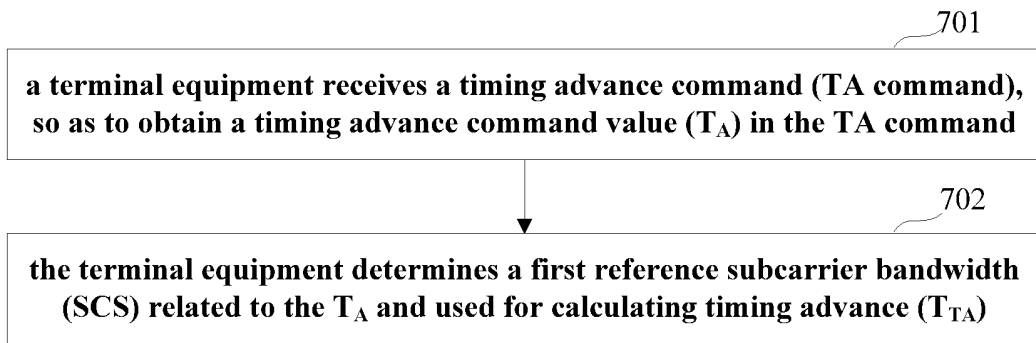 701
a terminal equipment receives a timing advance command (TA command),
so as to obtain a timing advance command value (TA) in the TA command
702
the terminal equipment determines a first reference subcarrier bandwidth
(SCS) related to the TA and used for calculating timing advance (TTA)